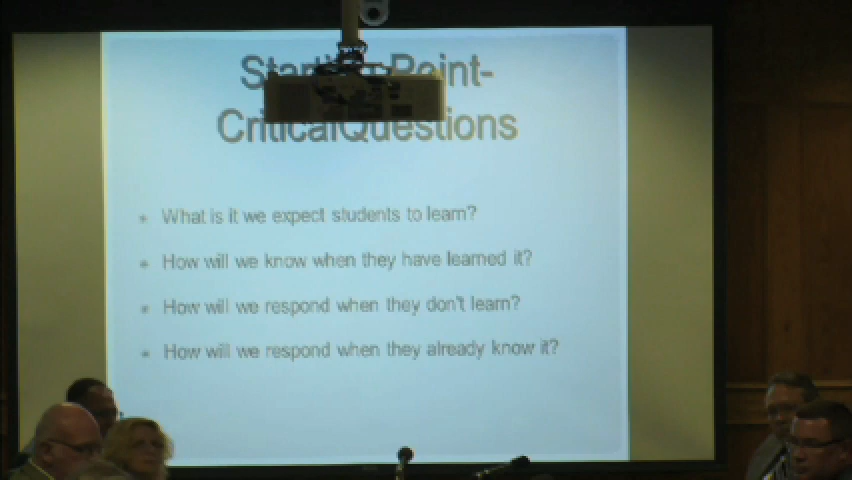 Starting Point-
CriticalQuestions
What is it we expect students to learn?
How will we know when they have learned it?
How will we respond when they don't learn?
How will we respond when they already know it?